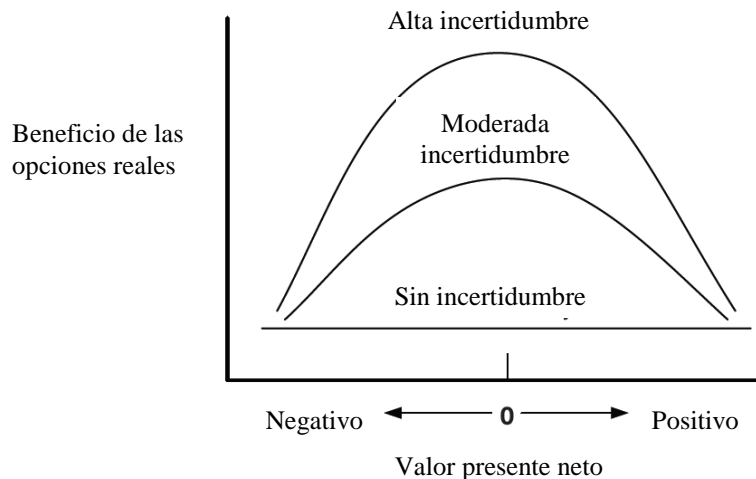 Alta incertidumbre
Beneficio de las
opciones reales
Moderada
incertidumbre
Sin incertidumbre
Negativo
0
Positivo
Valor presente neto